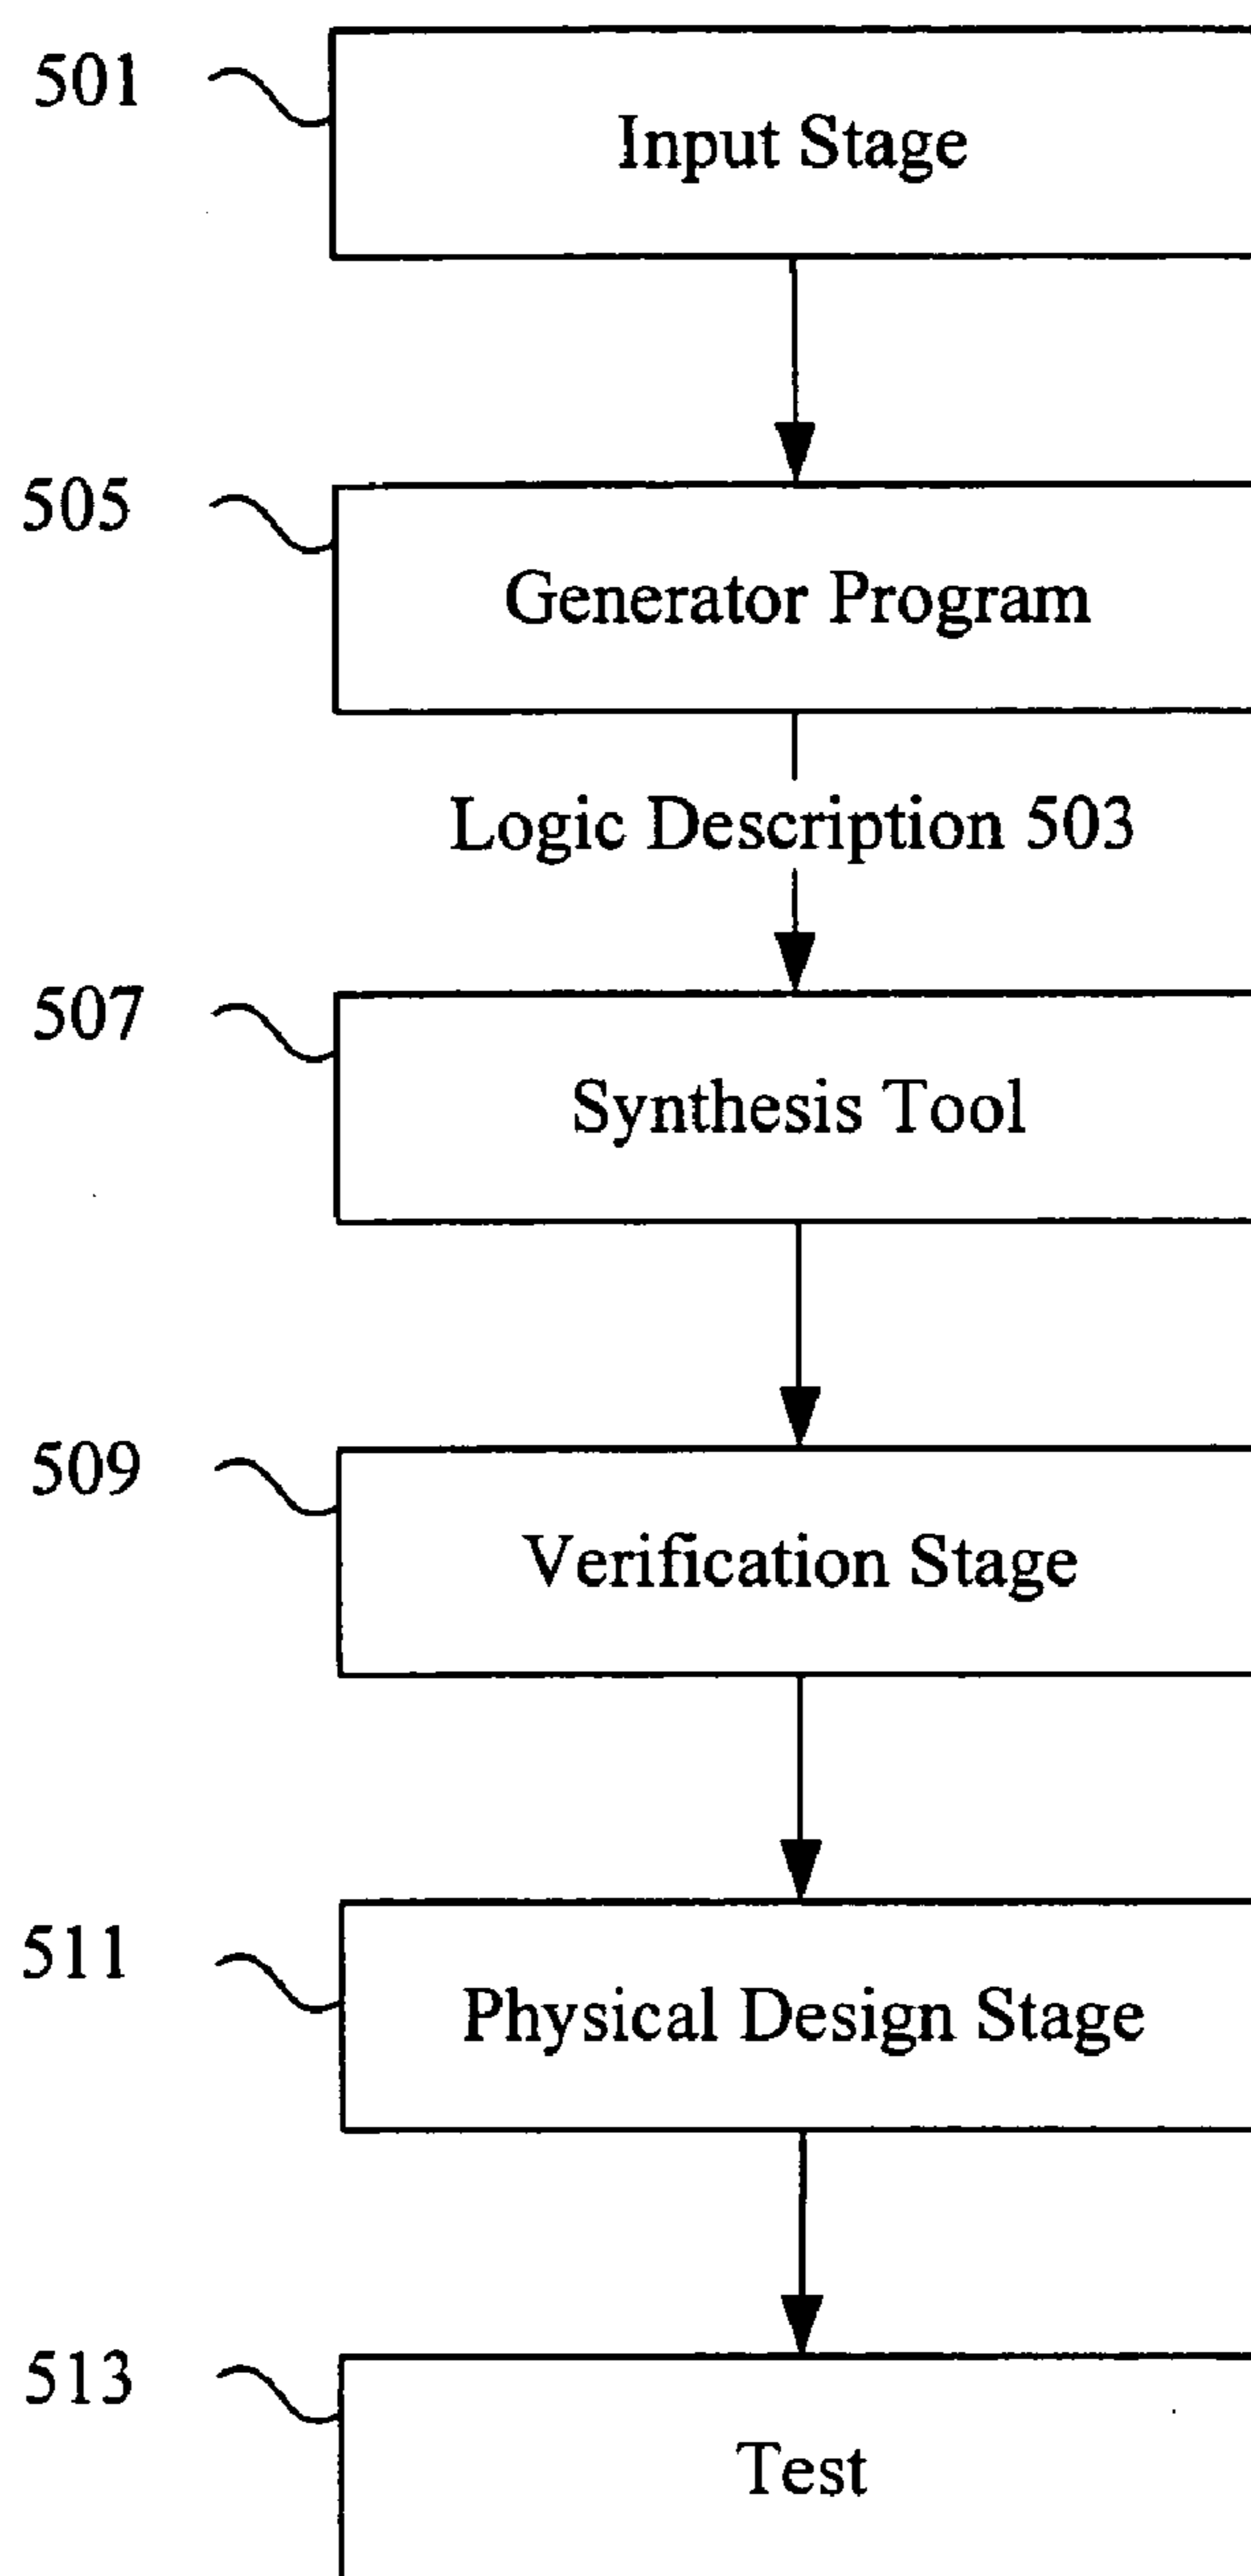 501
Input Stage
505
Generator Program
Logic Description 503
507
Synthesis Tool
509
Verification Stage
511
Physical Design Stage
513
Test